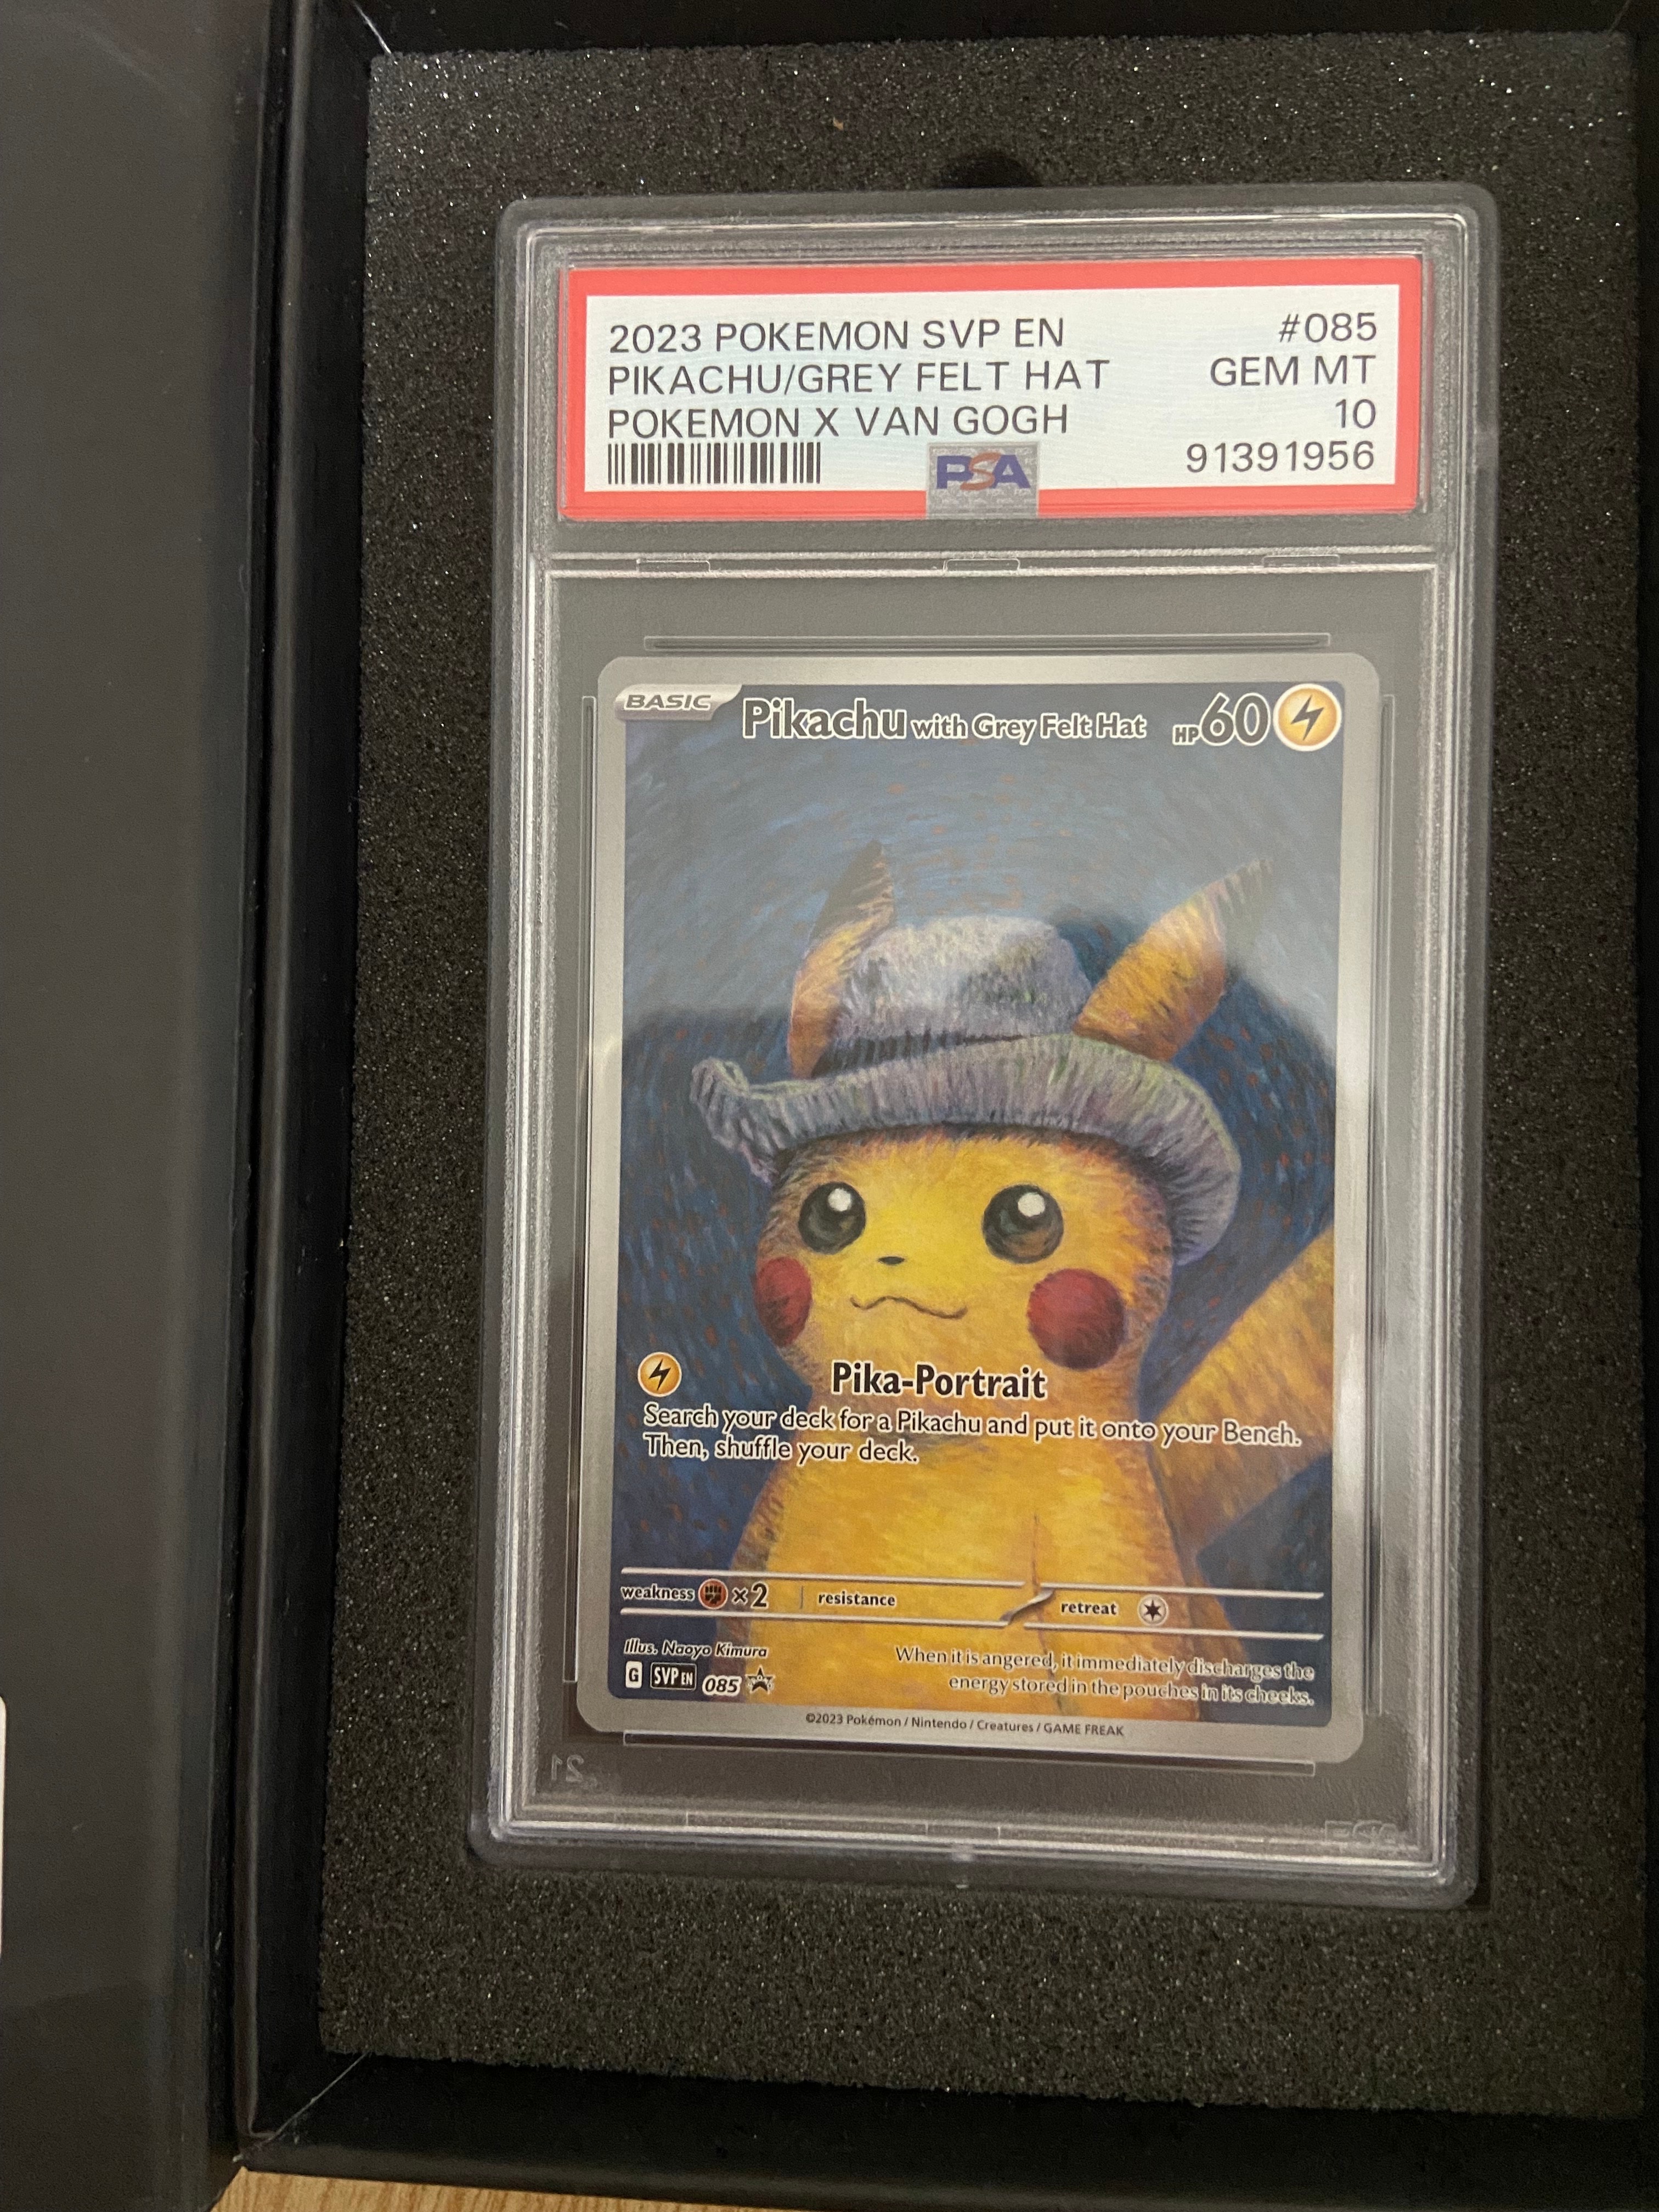 2023 POKEMON SVP EN #085
PIKACHU/GREY FELT HAT GEM MT
POKEMON X VAN GOGH 10
PSA 91391956
BASIC Pikachu with Grey Felt Hat HP 60
Pika-Portrait
Search your deck for a Pikachu and put it onto your Bench.
Then, shuffle your deck.
weakness ×2 resistance retreat
Illus. Naoyo Kimura
When it is angered, it immediately discharges the
energy stored in the pouches in its cheeks.
G SVP EN 085
©2023 Pokémon / Nintendo / Creatures / GAME FREAK